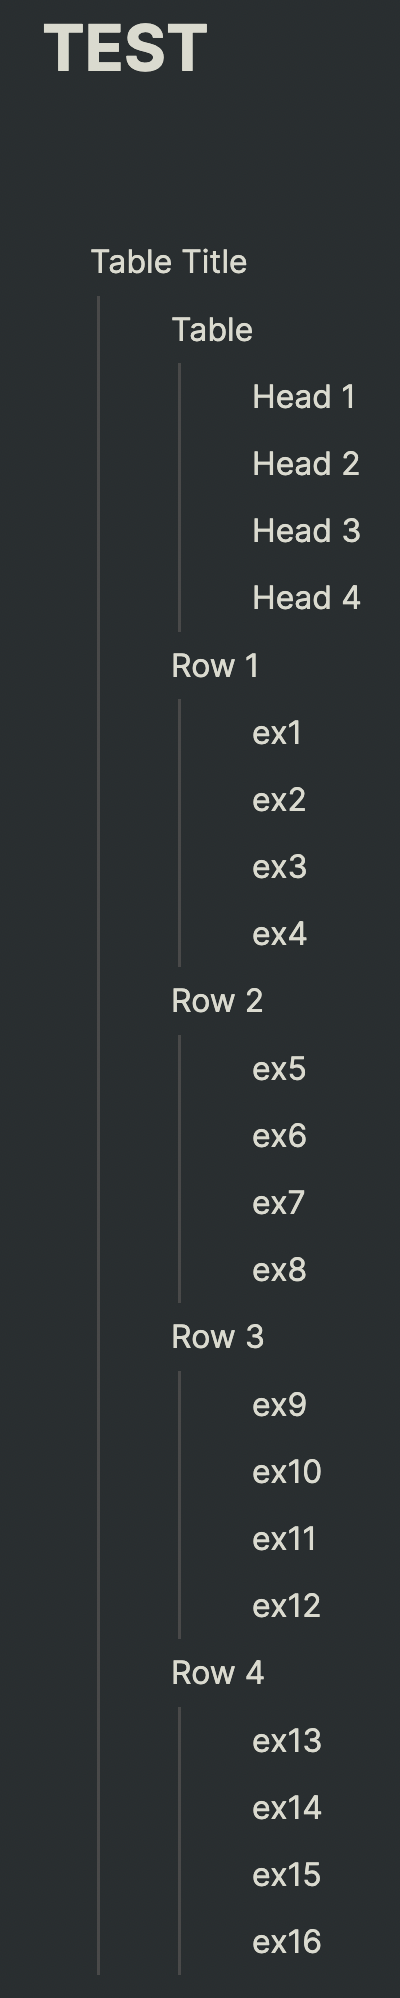 TEST
Table Title
Table
Head 1
Head 2
Head 3
Head 4
Row 1
ex1
ex2
ex3
ex4
Row 2
ex5
ex6
ex7
ex8
Row 3
ex9
ex10
ex11
ex12
Row 4
ex13
ex14
ex15
ex16